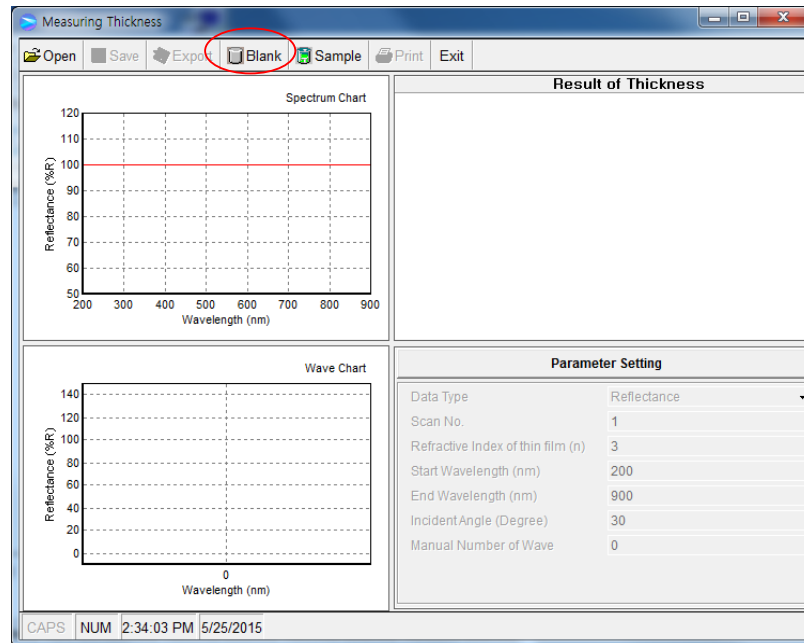 Measuring Thickness
Open Save Export Blank Sample Print Exit
Spectrum Chart
120
110
100
90
80
70
60
50
Reflectance (%R)
200 300 400 500 600 700 800 900
Wavelength (nm)
Result of Thickness
Wave Chart
140
120
100
80
60
40
20
0
Reflectance (%R)
0
Wavelength (nm)
Parameter Setting
Data Type Reflectance
Scan No. 1
Refractive Index of thin film (n) 3
Start Wavelength (nm) 200
End Wavelength (nm) 900
Incident Angle (Degree) 30
Manual Number of Wave 0
CAPS NUM 2:34:03 PM 5/25/2015